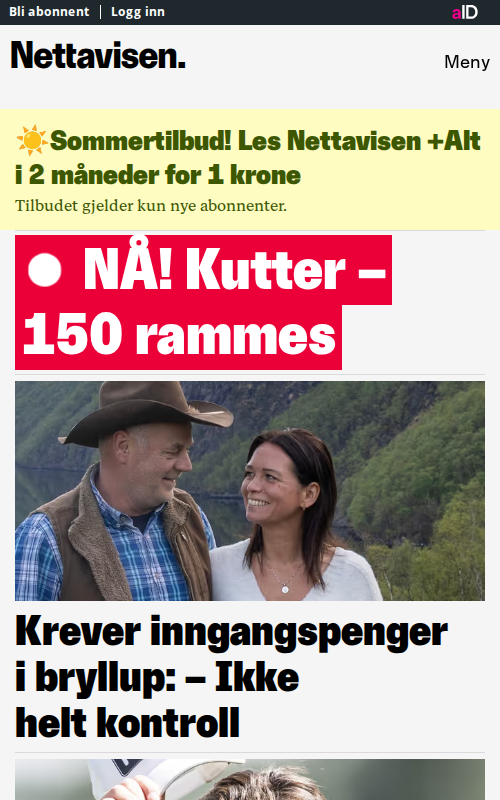 Bli abonnent
Logg inn
aID
Nettavisen.
Meny
☀️Sommertilbud! Les Nettavisen +Alt
i 2 måneder for 1 krone
Tilbudet gjelder kun nye abonnenter.
NÅ! Kutter –
150 rammes
Krever inngangspenger
i bryllup: – Ikke
helt kontroll